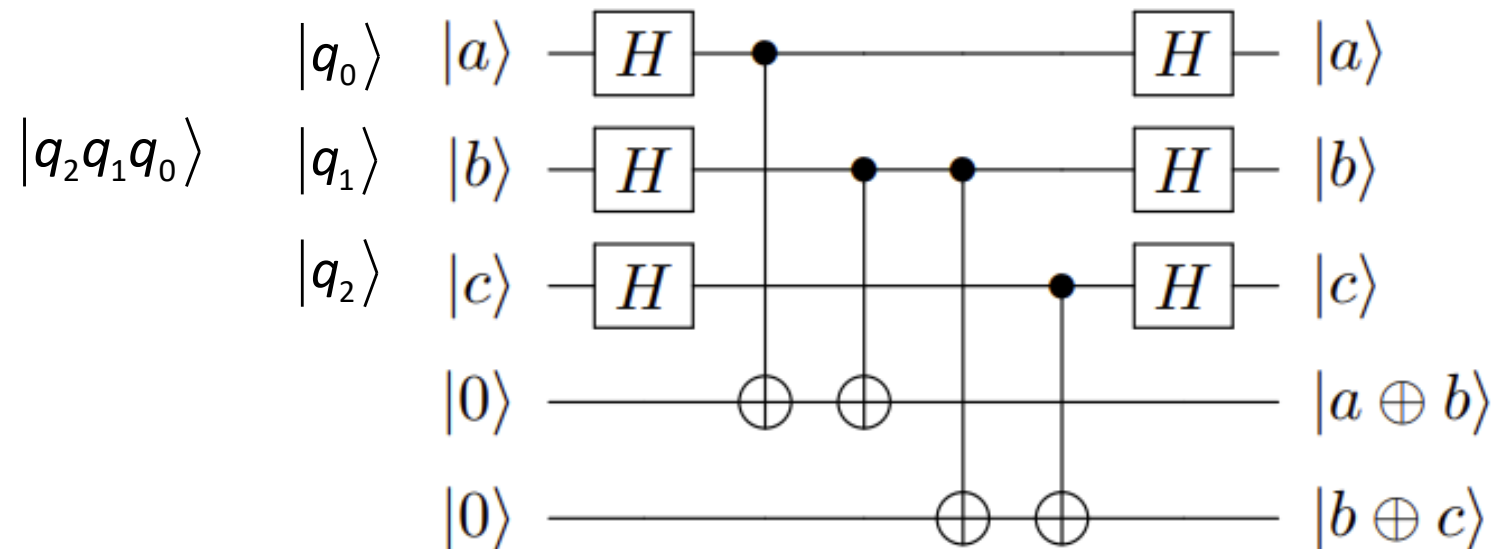 |q₀⟩ |a⟩ H H |a⟩
|q₂q₁q₀⟩ |q₁⟩ |b⟩ H H |b⟩
|q₂⟩ |c⟩ H H |c⟩
|0⟩ |a ⊕ b⟩
|0⟩ |b ⊕ c⟩